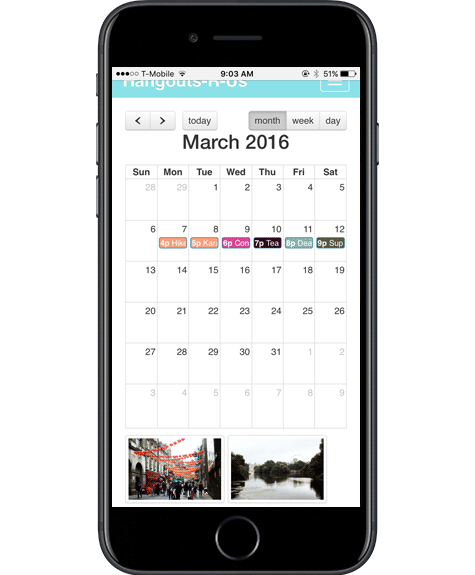 ●●●○○ T-Mobile 9:03 AM 51%
Hangouts-R-Us
today month week day
March 2016
Sun Mon Tue Wed Thu Fri Sat
28 29 1 2 3 4 5
6 7 8 9 10 11 12
4p Hike 5p Kar 6p Con 7p Tea 8p Dea 9p Sup
13 14 15 16 17 18 19
20 21 22 23 24 25 26
27 28 29 30 31 1 2
3 4 5 6 7 8 9